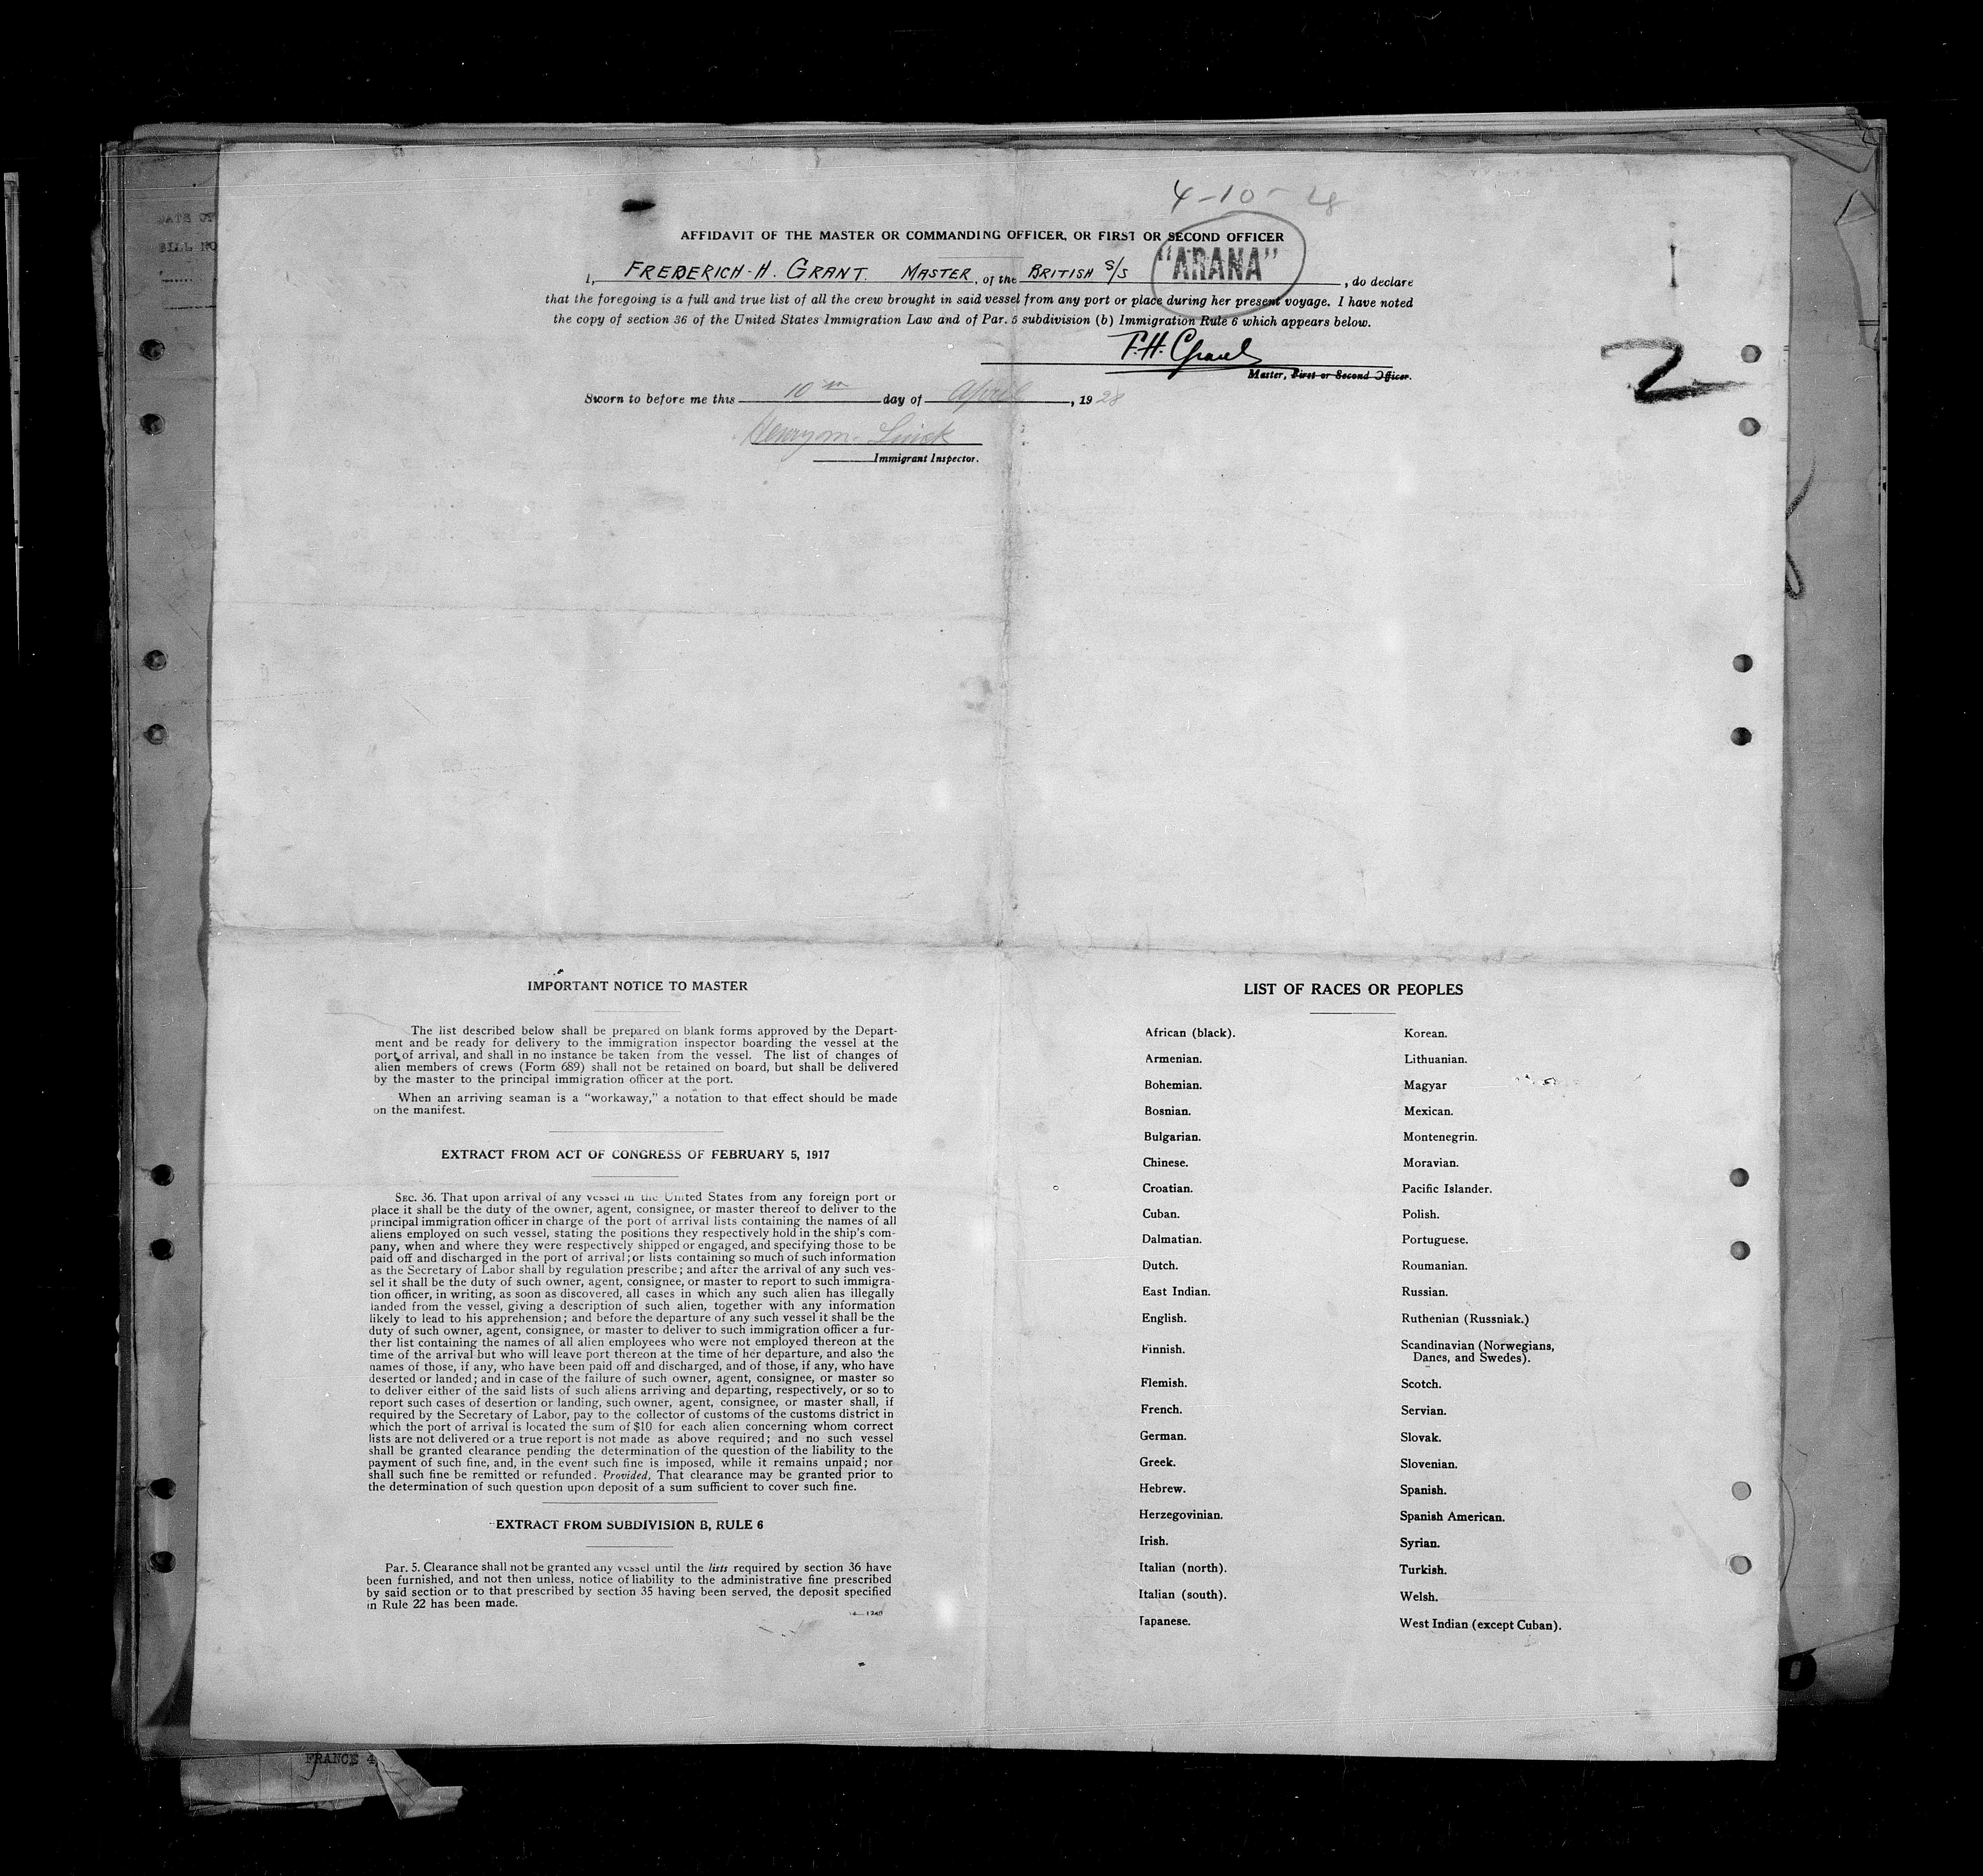 4-10-28
AFFIDAVIT OF THE MASTER OR COMMANDING OFFICER, OR FIRST OR SECOND OFFICER
I, FREDERICH-H. GRANT. MASTER, of the BRITISH S/S "ARANA", do declare
that the foregoing is a full and true list of all the crew brought in said vessel from any port or place during her present voyage. I have noted
the copy of section 36 of the United States Immigration Law and of Par. 5 subdivision (b) Immigration Rule 6 which appears below.
F.H. Grant
Master, First or Second Officer.
2
Sworn to before me this 10th day of April, 1928
Henry M.
Immigrant Inspector.
DATE OF
BILL NO
IMPORTANT NOTICE TO MASTER
The list described below shall be prepared on blank forms approved by the Depart-
ment and be ready for delivery to the immigration inspector boarding the vessel at the
port of arrival, and shall in no instance be taken from the vessel. The list of changes of
alien members of crews (Form 689) shall not be retained on board, but shall be delivered
by the master to the principal immigration officer at the port.
When an arriving seaman is a "workaway," a notation to that effect should be made
on the manifest.
EXTRACT FROM ACT OF CONGRESS OF FEBRUARY 5, 1917
SEC. 36. That upon arrival of any vessel in the United States from any foreign port or
place it shall be the duty of the owner, agent, consignee, or master thereof to deliver to the
principal immigration officer in charge of the port of arrival lists containing the names of all
aliens employed on such vessel, stating the positions they respectively hold in the ship's com-
pany, when and where they were respectively shipped or engaged, and specifying those to be
paid off and discharged in the port of arrival; or lists containing so much of such information
as the Secretary of Labor shall by regulation prescribe; and after the arrival of any such ves-
sel it shall be the duty of such owner, agent, consignee, or master to report to such immigra-
tion officer, in writing, as soon as discovered, all cases in which any such alien has illegally
landed from the vessel, giving a description of such alien, together with any information
likely to lead to his apprehension; and before the departure of any such vessel it shall be the
duty of such owner, agent, consignee, or master to deliver to such immigration officer a fur-
ther list containing the names of all alien employees who were not employed thereon at the
time of the arrival but who will leave port thereon at the time of her departure, and also the
names of those, if any, who have been paid off and discharged, and of those, if any, who have
deserted or landed; and in case of the failure of such owner, agent, consignee, or master so
to deliver either of the said lists of such aliens arriving and departing, respectively, or so to
report such cases of desertion or landing, such owner, agent, consignee, or master shall, if
required by the Secretary of Labor, pay to the collector of customs of the customs district in
which the port of arrival is located the sum of $10 for each alien concerning whom correct
lists are not delivered or a true report is not made as above required; and no such vessel
shall be granted clearance pending the determination of the question of the liability to the
payment of such fine, and, in the event such fine is imposed, while it remains unpaid; nor
shall such fine be remitted or refunded. Provided, That clearance may be granted prior to
the determination of such question upon deposit of a sum sufficient to cover such fine.
EXTRACT FROM SUBDIVISION B, RULE 6
Par. 5. Clearance shall not be granted any vessel until the lists required by section 36 have
been furnished, and not then unless, notice of liability to the administrative fine prescribed
by said section or to that prescribed by section 35 having been served, the deposit specified
in Rule 22 has been made.
LIST OF RACES OR PEOPLES
African (black).
Armenian.
Bohemian.
Bosnian.
Bulgarian.
Chinese.
Croatian.
Cuban.
Dalmatian.
Dutch.
East Indian.
English.
Finnish.
Flemish.
French.
German.
Greek.
Hebrew.
Herzegovinian.
Irish.
Italian (north).
Italian (south).
Japanese.
Korean.
Lithuanian.
Magyar
Mexican.
Montenegrin.
Moravian.
Pacific Islander.
Polish.
Portuguese.
Roumanian.
Russian.
Ruthenian (Russniak.)
Scandinavian (Norwegians,
Danes, and Swedes).
Scotch.
Servian.
Slovak.
Slovenian.
Spanish.
Spanish American.
Syrian.
Turkish.
Welsh.
West Indian (except Cuban).
FRANCE 4